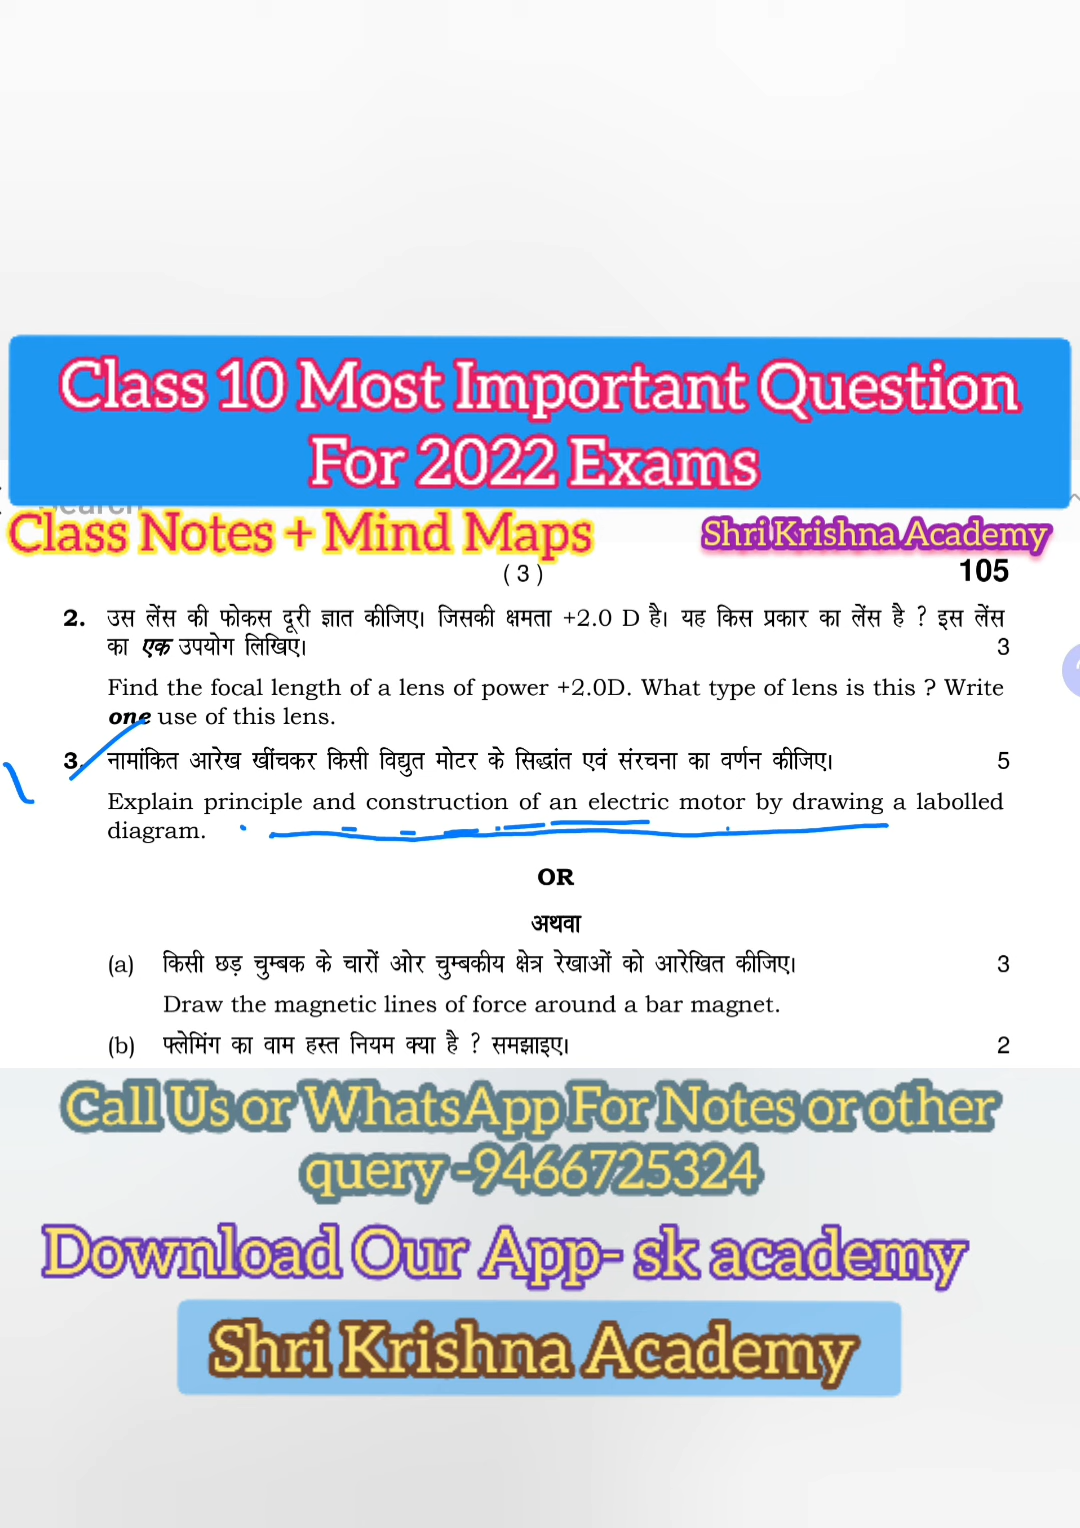 Class 10 Most Important Question
For 2022 Exams
Search
Class Notes + Mind Maps
Shri Krishna Academy
( 3 )
105
2. उस लेंस की फोकस दूरी ज्ञात कीजिए। जिसकी क्षमता +2.0 D है। यह किस प्रकार का लेंस है ? इस लेंस
का एक उपयोग लिखिए। 3
Find the focal length of a lens of power +2.0D. What type of lens is this ? Write
one use of this lens.
3. नामांकित आरेख खींचकर किसी विद्युत मोटर के सिद्धांत एवं संरचना का वर्णन कीजिए। 5
Explain principle and construction of an electric motor by drawing a labolled
diagram.
OR
अथवा
(a) किसी छड़ चुम्बक के चारों ओर चुम्बकीय क्षेत्र रेखाओं को आरेखित कीजिए। 3
Draw the magnetic lines of force around a bar magnet.
(b) फ्लेमिंग का वाम हस्त नियम क्या है ? समझाइए। 2
Call Us or WhatsApp For Notes or other
query -9466725324
Download Our App- sk academy
Shri Krishna Academy